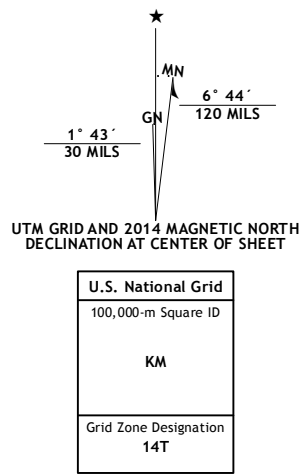 ★
MN
GN
6° 44´
120 MILS
1° 43´
30 MILS
UTM GRID AND 2014 MAGNETIC NORTH
DECLINATION AT CENTER OF SHEET
U.S. National Grid
100,000-m Square ID
KM
Grid Zone Designation
14T